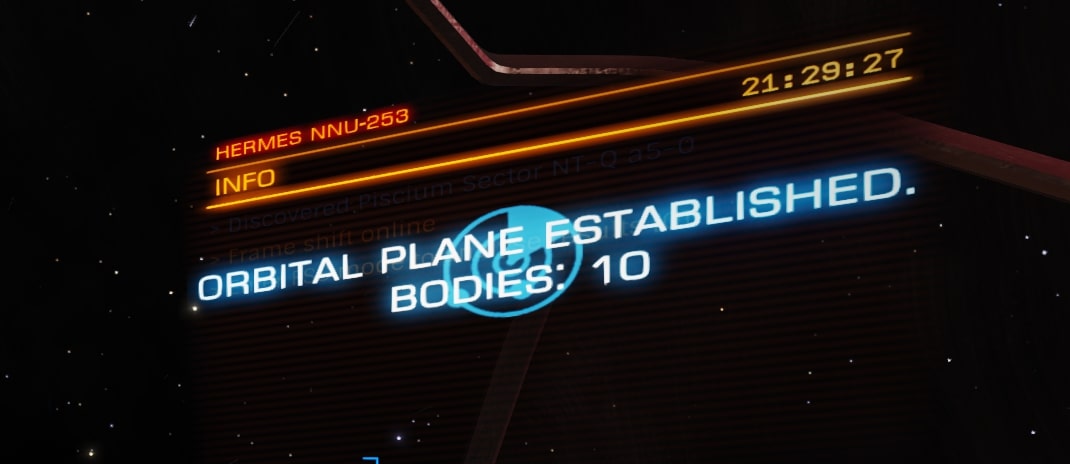 21:29:27
HERMES NNU-253
INFO
> Discovered Piscium Sector NT-Q a5-0
> Frame shift online
ORBITAL PLANE ESTABLISHED.
BODIES: 10